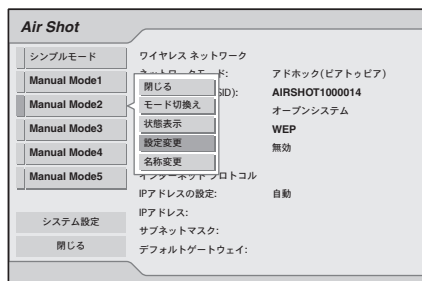 Air Shot
シンプルモード
Manual Mode1
Manual Mode2
Manual Mode3
Manual Mode4
Manual Mode5
システム設定
閉じる
閉じる
モード切換え
状態表示
設定変更
名称変更
ワイヤレス ネットワーク
ネットワークモード: アドホック(ピアトゥピア)
SID): AIRSHOT1000014
オープンシステム
WEP
無効
インターネット プロトコル
IPアドレスの設定: 自動
IPアドレス:
サブネットマスク:
デフォルトゲートウェイ: